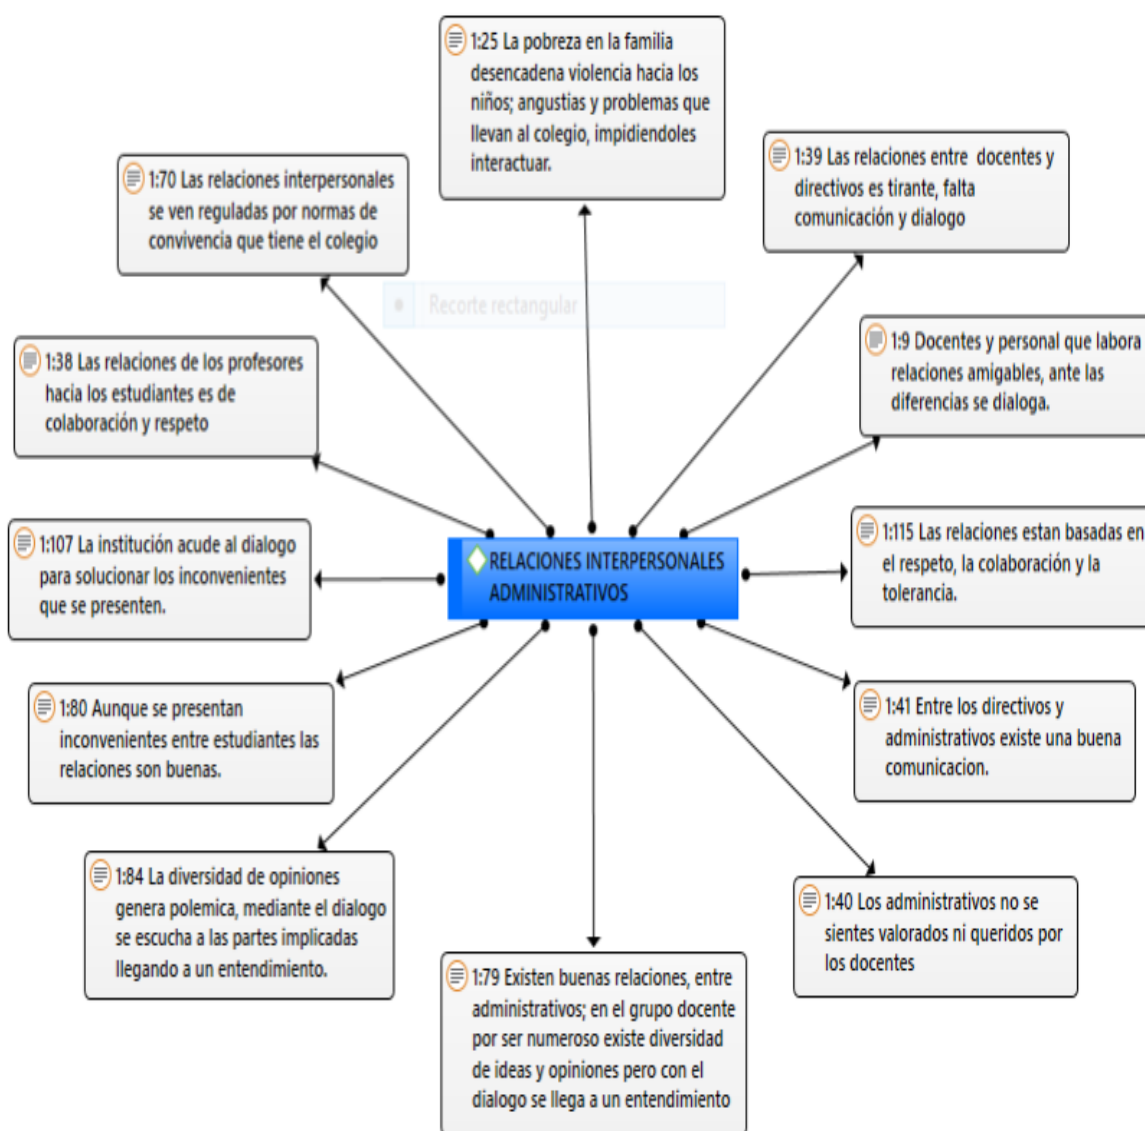 1:25 La pobreza en la familia
desencadena violencia hacia los
niños; angustias y problemas que
llevan al colegio, impidiendoles
interactuar.
1:39 Las relaciones entre docentes y
directivos es tirante, falta
comunicación y dialogo
1:70 Las relaciones interpersonales
se ven reguladas por normas de
convivencia que tiene el colegio
Recorte rectangular
1:9 Docentes y personal que labora
relaciones amigables, ante las
diferencias se dialoga.
1:38 Las relaciones de los profesores
hacia los estudiantes es de
colaboración y respeto
1:115 Las relaciones estan basadas en
el respeto, la colaboración y la
tolerancia.
1:107 La institución acude al dialogo
para solucionar los inconvenientes
que se presenten.
RELACIONES INTERPERSONALES
ADMINISTRATIVOS
1:41 Entre los directivos y
administrativos existe una buena
comunicacion.
1:80 Aunque se presentan
inconvenientes entre estudiantes las
relaciones son buenas.
1:84 La diversidad de opiniones
genera polemica, mediante el dialogo
se escucha a las partes implicadas
llegando a un entendimiento.
1:40 Los administrativos no se
sientes valorados ni queridos por
los docentes
1:79 Existen buenas relaciones, entre
administrativos; en el grupo docente
por ser numeroso existe diversidad
de ideas y opiniones pero con el
dialogo se llega a un entendimiento